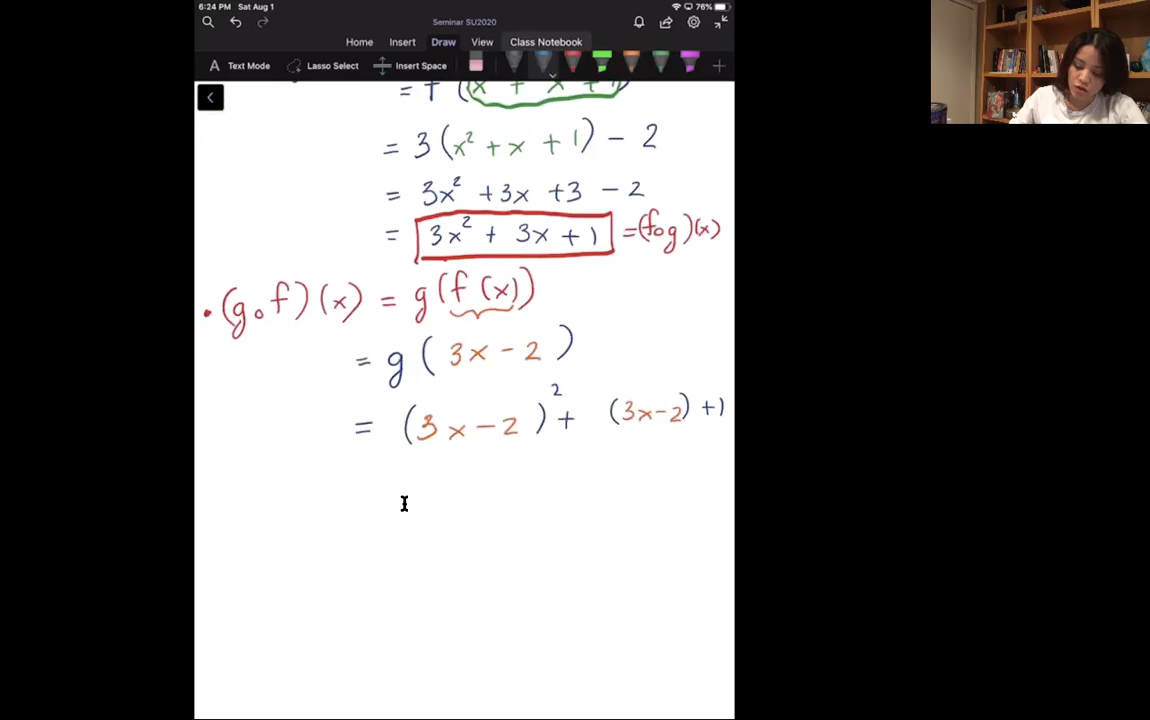 6:24 PM Sat Aug 1
76%
Seminar SU2020
Home Insert Draw View Class Notebook
A Text Mode Lasso Select Insert Space
= f (x + x + 1)
= 3(x² + x + 1) - 2
= 3x² + 3x + 3 - 2
= 3x² + 3x + 1 = (f∘g)(x)
• (g∘f)(x) = g(f(x))
= g(3x - 2)
= (3x - 2)² + (3x - 2) + 1